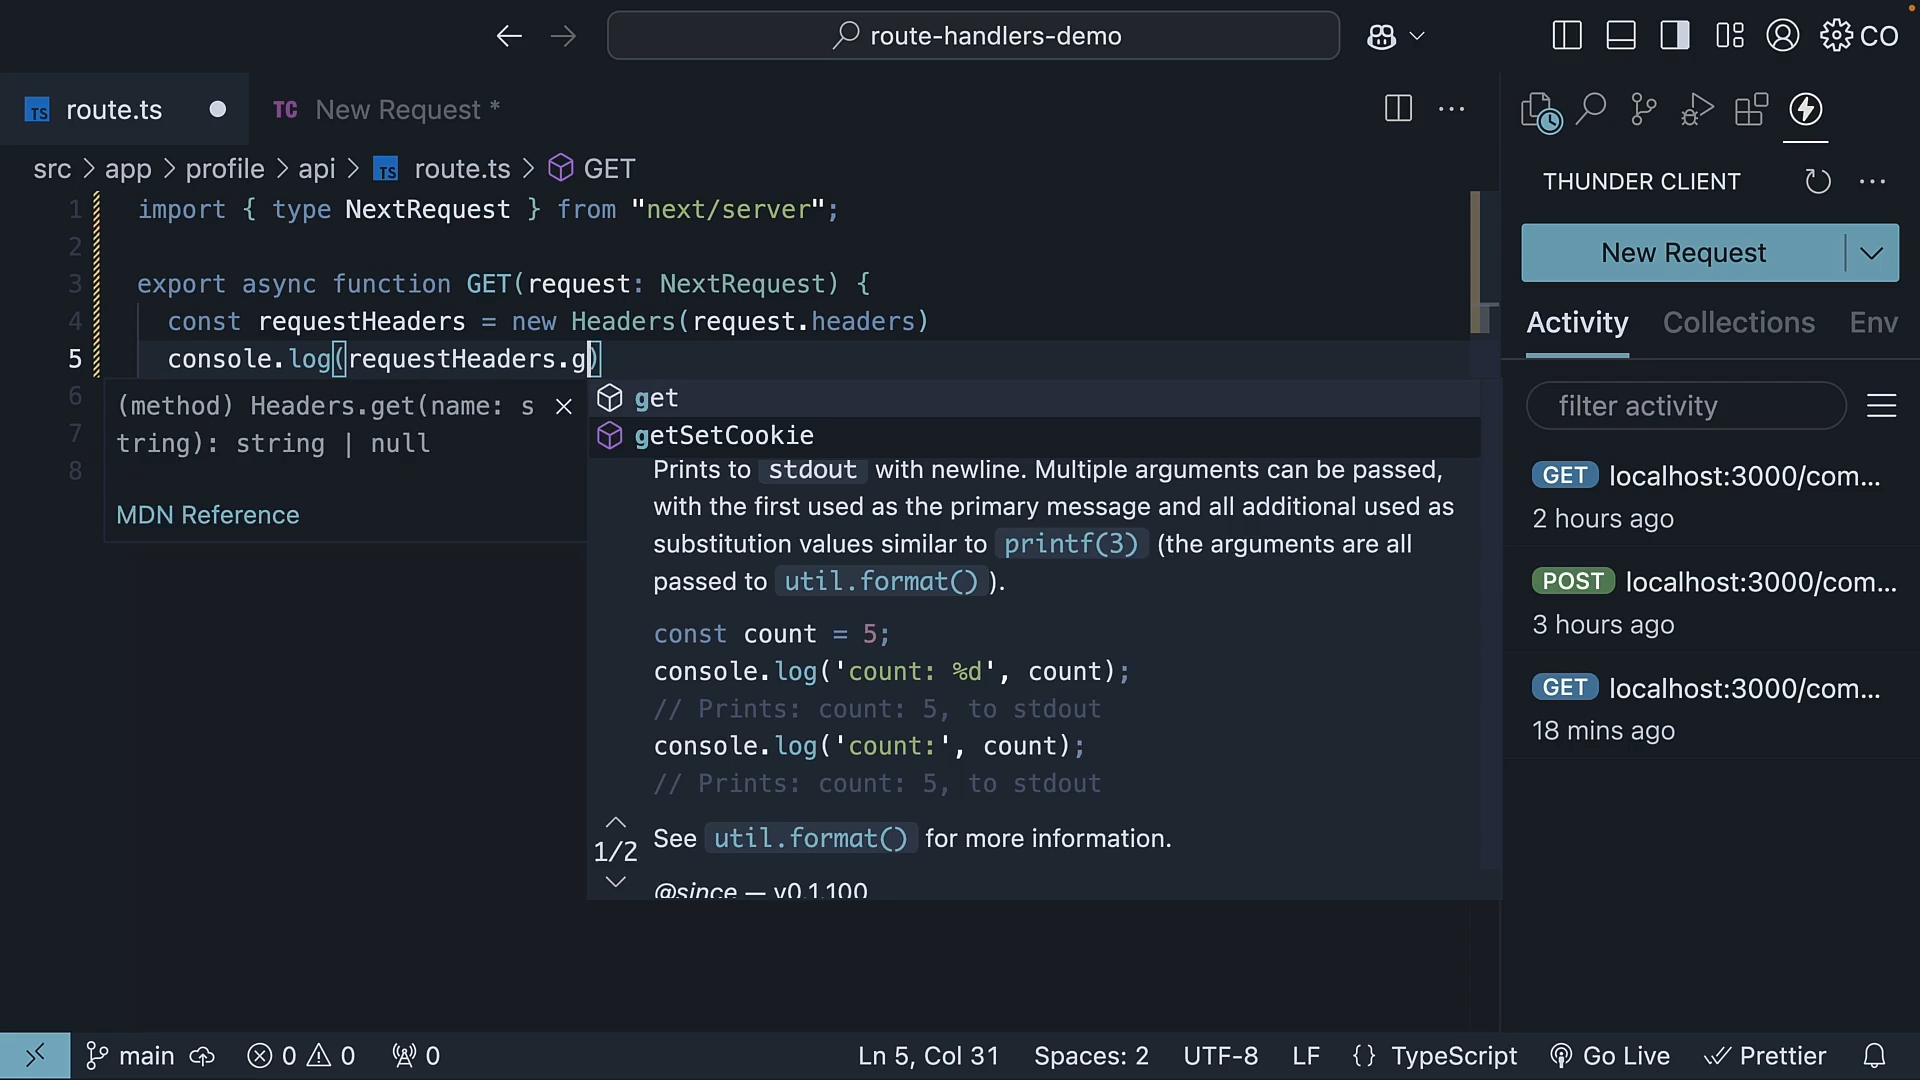 route-handlers-demo
CO
TS route.ts
TC New Request *
src > app > profile > api > TS route.ts > GET
1 import { type NextRequest } from "next/server";
2
3 export async function GET(request: NextRequest) {
4 const requestHeaders = new Headers(request.headers)
5 console.log(requestHeaders.g)
6
7
8
(method) Headers.get(name: s
tring): string | null
MDN Reference
get
getSetCookie
Prints to stdout with newline. Multiple arguments can be passed,
with the first used as the primary message and all additional used as
substitution values similar to printf(3) (the arguments are all
passed to util.format() ).
const count = 5;
console.log('count: %d', count);
// Prints: count: 5, to stdout
console.log('count:', count);
// Prints: count: 5, to stdout
1/2
See util.format() for more information.
@since — v0.1.100
THUNDER CLIENT
New Request
Activity Collections Env
filter activity
GET localhost:3000/com...
2 hours ago
POST localhost:3000/com...
3 hours ago
GET localhost:3000/com...
18 mins ago
main 0 0 0 Ln 5, Col 31 Spaces: 2 UTF-8 LF {} TypeScript Go Live Prettier